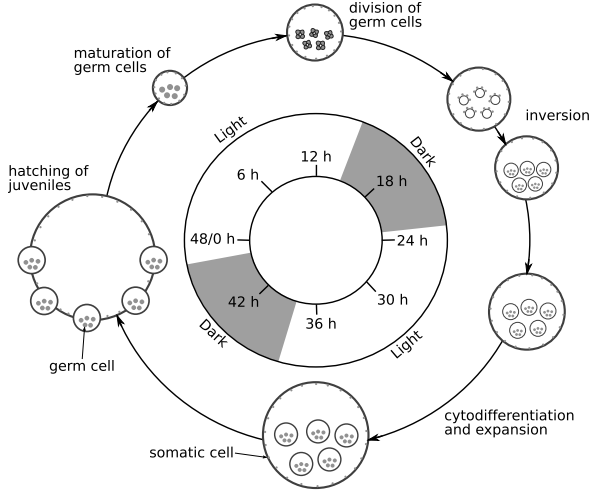 division of
germ cells
maturation of
germ cells
inversion
Light
Dark
12 h
6 h
18 h
hatching of
juveniles
48/0 h
24 h
42 h
30 h
36 h
Dark
Light
germ cell
cytodifferentiation
and expansion
somatic cell